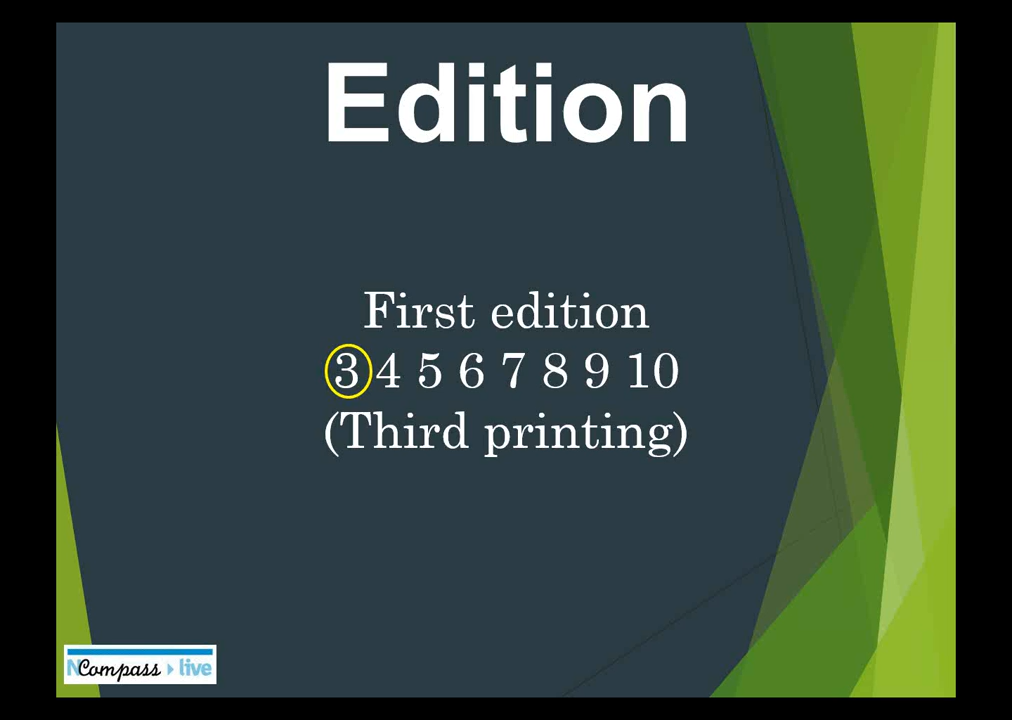 Edition
First edition
3 4 5 6 7 8 9 10
(Third printing)
NCompass live